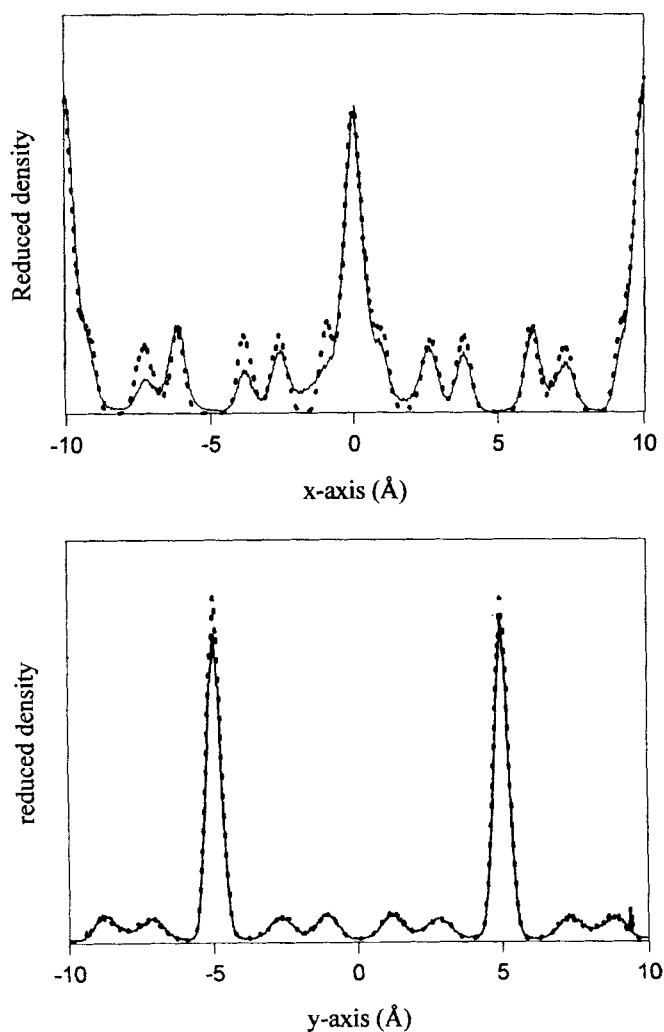 Reduced density
-10 -5 0 5 10
x-axis (Å)
reduced density
-10 -5 0 5 10
y-axis (Å)